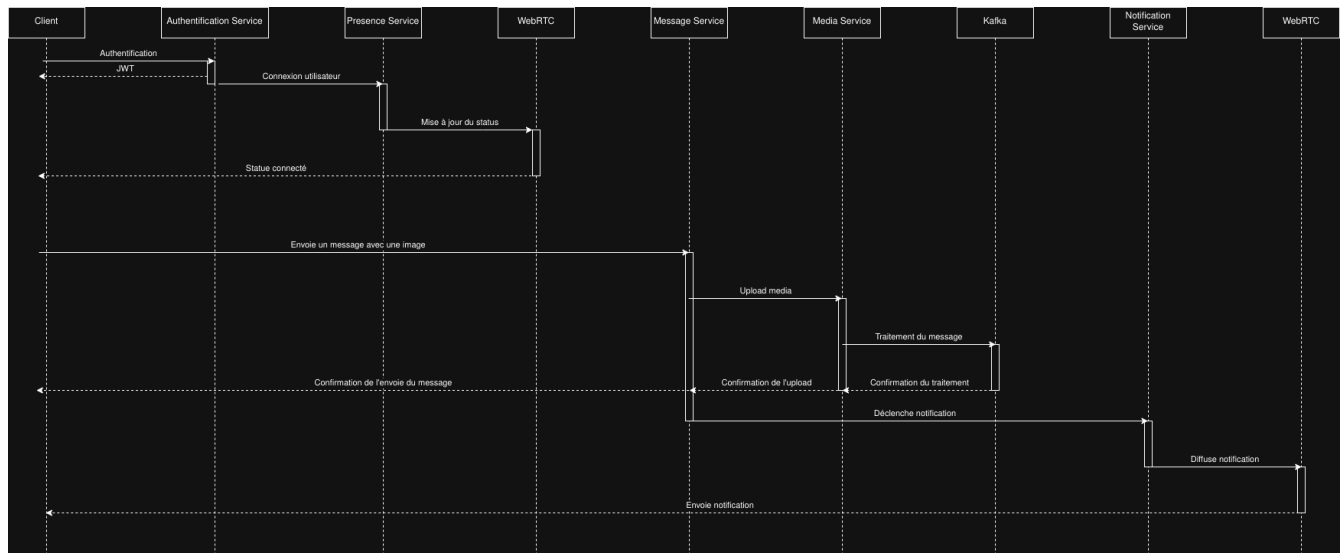 Client
Authentification Service
Presence Service
WebRTC
Message Service
Media Service
Kafka
Notification
Service
WebRTC
Authentification
JWT
Connexion utilisateur
Mise à jour du status
Statue connecté
Envoie un message avec une image
Upload media
Traitement du message
Confirmation de l'envoie du message
Confirmation de l'upload
Confirmation du traitement
Déclenche notification
Diffuse notification
Envoie notification